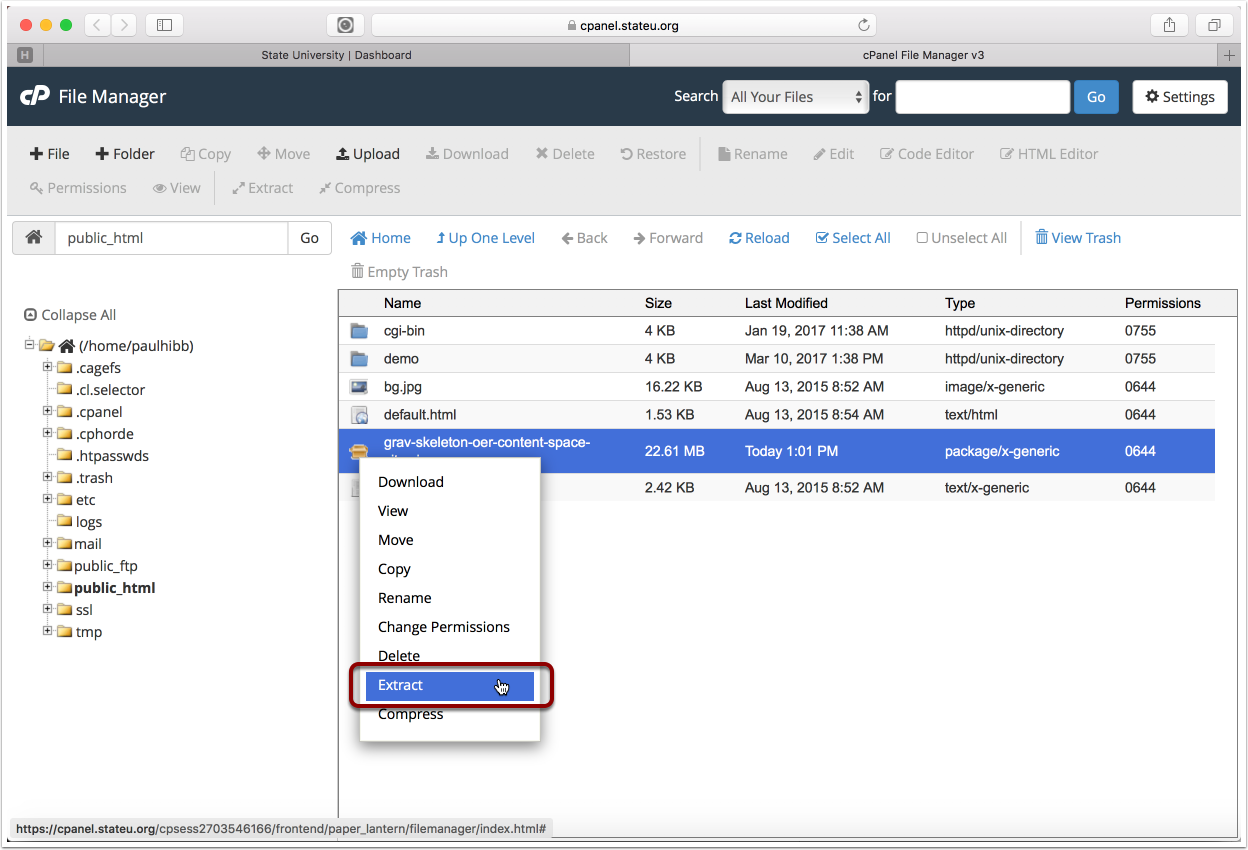 cpanel.stateu.org
H
State University | Dashboard
cPanel File Manager v3
cP File Manager
Search All Your Files for Go Settings
File Folder Copy Move Upload Download Delete Restore Rename Edit Code Editor HTML Editor
Permissions View Extract Compress
public_html Go
Home Up One Level Back Forward Reload Select All Unselect All View Trash
Empty Trash
Collapse All
(/home/paulhibb)
.cagefs
.cl.selector
.cpanel
.cphorde
.htpasswds
.trash
etc
logs
mail
public_ftp
public_html
ssl
tmp
Name Size Last Modified Type Permissions
cgi-bin 4 KB Jan 19, 2017 11:38 AM httpd/unix-directory 0755
demo 4 KB Mar 10, 2017 1:38 PM httpd/unix-directory 0755
bg.jpg 16.22 KB Aug 13, 2015 8:52 AM image/x-generic 0644
default.html 1.53 KB Aug 13, 2015 8:54 AM text/html 0644
grav-skeleton-oer-content-space-
22.61 MB Today 1:01 PM package/x-generic 0644
2.42 KB Aug 13, 2015 8:52 AM text/x-generic 0644
Download
View
Move
Copy
Rename
Change Permissions
Delete
Extract
Compress
https://cpanel.stateu.org/cpsess2703546166/frontend/paper_lantern/filemanager/index.html#